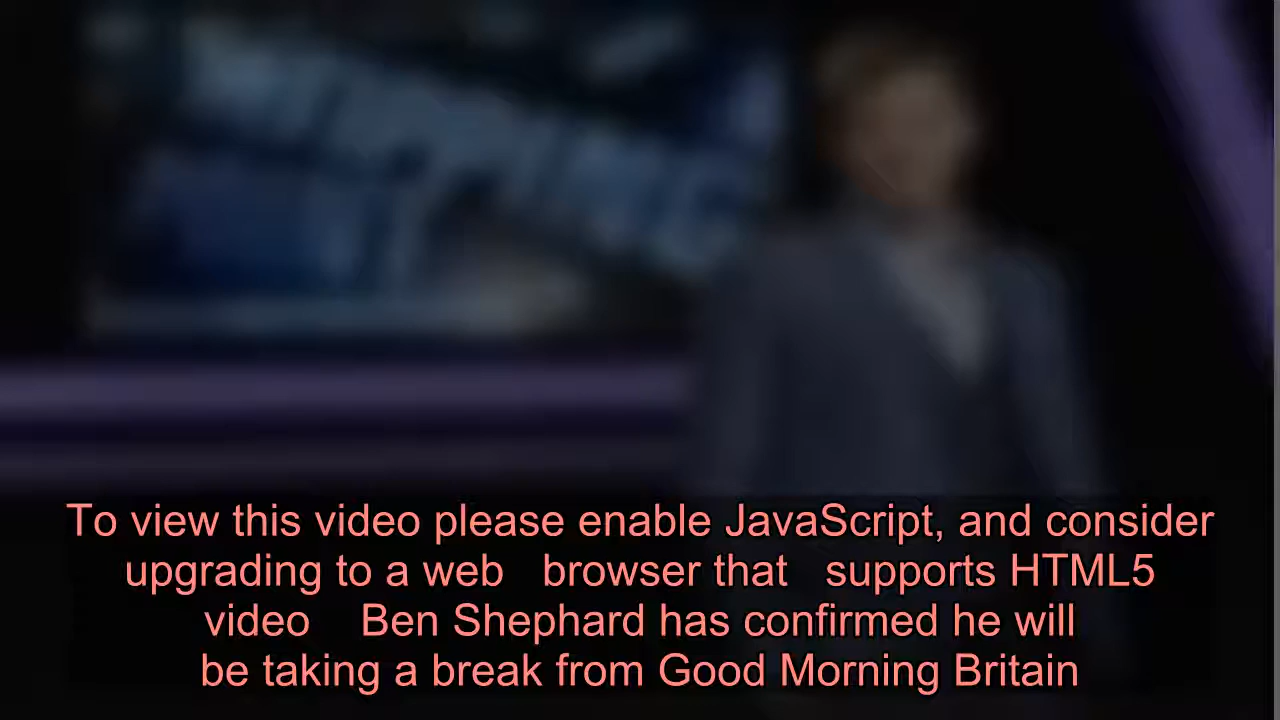 To view this video please enable JavaScript, and consider
upgrading to a web browser that supports HTML5
video Ben Shephard has confirmed he will
be taking a break from Good Morning Britain